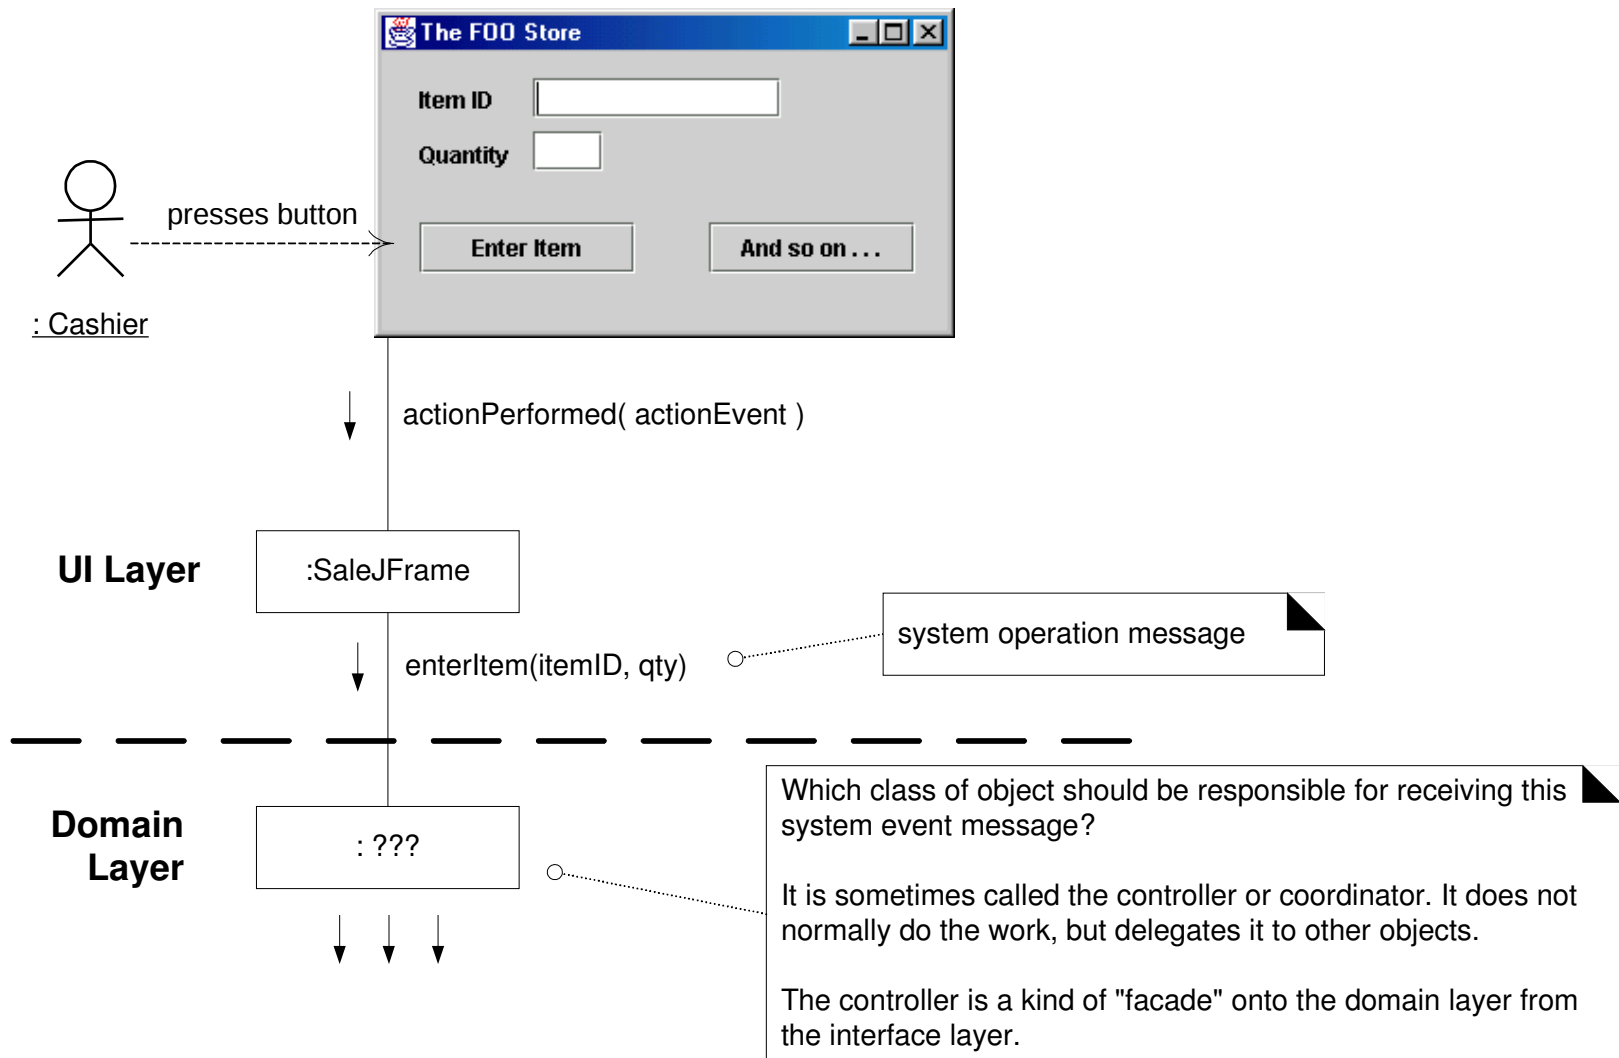 The FOO Store
Item ID
Quantity
presses button
Enter Item
And so on . . .
: Cashier
actionPerformed( actionEvent )
UI Layer
:SaleJFrame
system operation message
enterItem(itemID, qty)
Domain
Layer
: ???
Which class of object should be responsible for receiving this
system event message?
It is sometimes called the controller or coordinator. It does not
normally do the work, but delegates it to other objects.
The controller is a kind of "facade" onto the domain layer from
the interface layer.